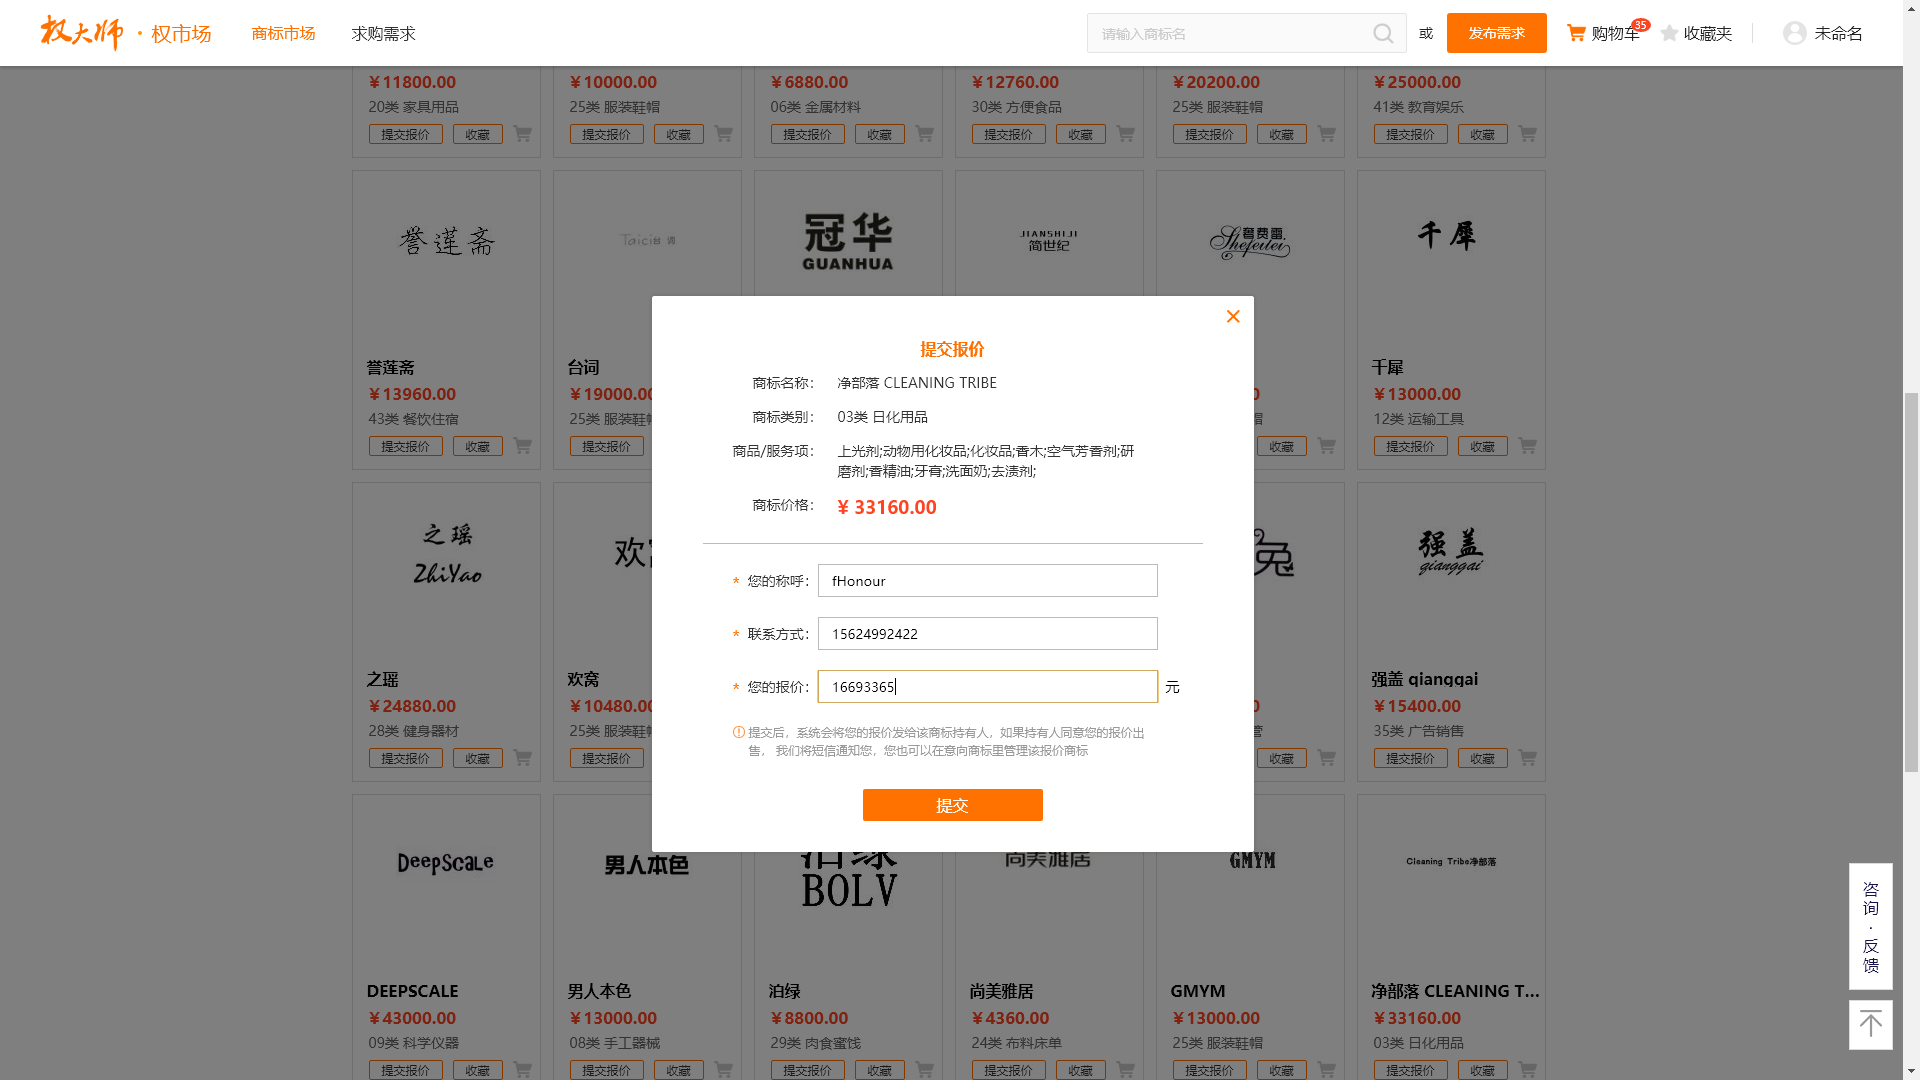 权大师 · 权市场 商标市场 求购需求 请输入商标名 或 发布需求 购物车 35 收藏夹 未命名
￥11800.00 ￥10000.00 ￥6880.00 ￥12760.00 ￥20200.00 ￥25000.00
20类 家具用品 25类 服装鞋帽 06类 金属材料 30类 方便食品 25类 服装鞋帽 41类 教育娱乐
提交报价 收藏 提交报价 收藏 提交报价 收藏 提交报价 收藏 提交报价 收藏 提交报价 收藏
誉莲斋 Taici台词 冠华 JIANSHIJI 奢费雷 千犀
GUANHUA 简世纪 Shefeilei
提交报价
商标名称： 净部落 CLEANING TRIBE
商标类别： 03类 日化用品
商品/服务项： 上光剂;动物用化妆品;化妆品;香木;空气芳香剂;研
磨剂;香精油;牙膏;洗面奶;去渍剂;
商标价格： ¥ 33160.00
* 您的称呼： fHonour
* 联系方式： 15624992422
* 您的报价： 16693365 元
提交后，系统会将您的报价发给该商标持有人，如果持有人同意您的报价出
售， 我们将短信通知您，您也可以在意向商标里管理该报价商标
提交
誉莲斋 台词 千犀
￥13960.00 ￥19000.00 ￥13000.00
43类 餐饮住宿 25类 服装鞋 12类 运输工具
提交报价 收藏 提交报价 收藏 提交报价 收藏
之瑶 欢 兔 强盖
ZhiYao qianggai
之瑶 欢窝 强盖 qianggai
￥24880.00 ￥10480.00 ￥15400.00
28类 健身器材 25类 服装鞋 35类 广告销售
提交报价 收藏 提交报价 收藏 提交报价 收藏
DeepScale 男人本色 泊绿 尚美雅居 GMYM Cleaning Tribe净部落
BOLV
DEEPSCALE 男人本色 泊绿 尚美雅居 GMYM 净部落 CLEANING T...
￥43000.00 ￥13000.00 ￥8800.00 ￥4360.00 ￥13000.00 ￥33160.00
09类 科学仪器 08类 手工器械 29类 肉食蜜饯 24类 布料床单 25类 服装鞋帽 03类 日化用品
提交报价 收藏 提交报价 收藏 提交报价 收藏 提交报价 收藏 提交报价 收藏 提交报价 收藏
咨
询
·
反
馈